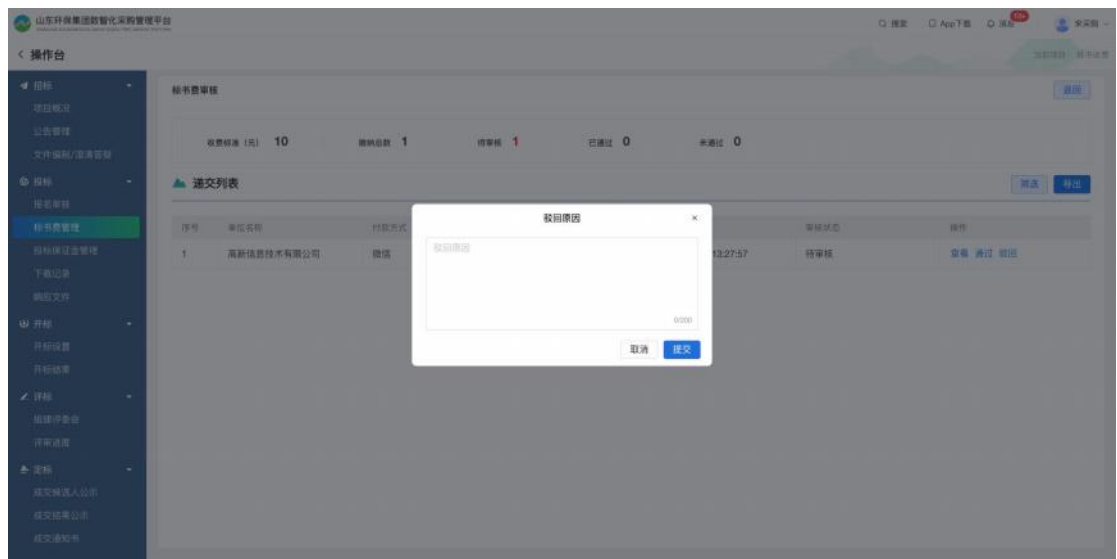 山东环保集团数智化采购管理平台
搜索 App下载 消息 10+
操作台
招标
项目概况
公告管理
文件编制/澄清答疑
投标
报名审核
标书费管理
投标保证金管理
下载记录
响应文件
开标
开标设置
开标结果
评标
组建评委会
评审进度
定标
成交候选人公示
成交结果公示
成交通知书
标书费审核 返回
收费标准（元） 10 缴纳总数 1 待审核 1 已通过 0 未通过 0
递交列表 筛选 导出
序号 单位名称 付款方式 审核状态 操作
1 高新信息技术有限公司 微信 13:27:57 待审核 查看 通过 驳回
驳回原因 ×
驳回原因
0/200
取消 提交